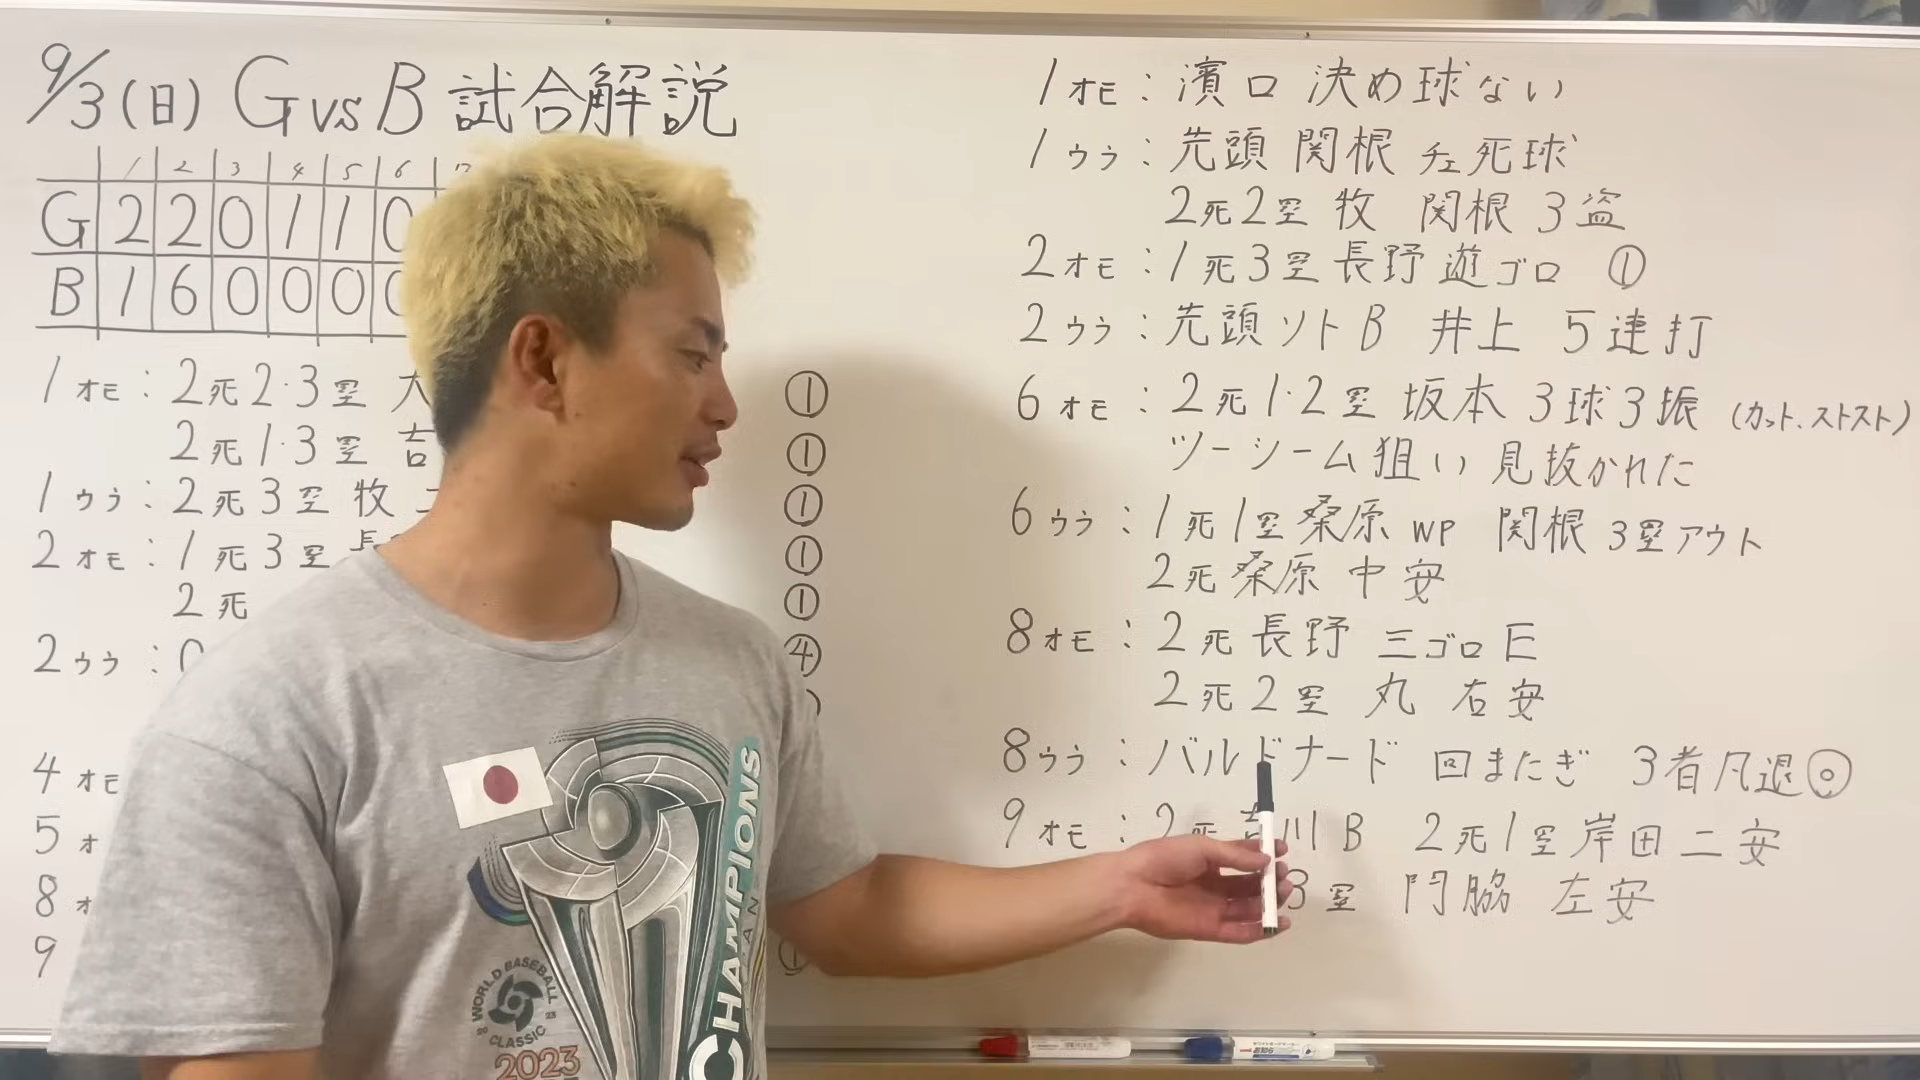 9/3(日) G vs B 試合解説
1 2 3 4 5 6
G 2 2 0 1 1 0
B 1 6 0 0 0 0
1オモ:2死2·3塁 ①
2死1·3塁 吉 ①
1ウラ:2死3塁 牧 ①
2オモ:1死3塁 長 ①
2死 ①
2ウラ:0 ④
4オモ
5オ
8オ
9 ①
1オモ:濱口 決め球ない
1ウラ:先頭 関根 チェ死球
2死2塁 牧 関根 3盗
2オモ:1死3塁 長野 遊ゴロ ①
2ウラ:先頭ソトB 井上 5連打
6オモ:2死1·2塁 坂本 3球3振 (カット.ストスト)
ツーシーム狙い 見抜かれた
6ウラ:1死1塁 桑原 WP 関根 3塁アウト
2死 桑原 中安
8オモ:2死 長野 三ゴロE
2死2塁 丸 右安
8ウラ:バルドナード 回またぎ 3者凡退◎
9オモ:2死吉川B 2死1塁岸田二安
3塁 門脇 左安
CHAMPIONS
WORLD BASEBALL CLASSIC
2023